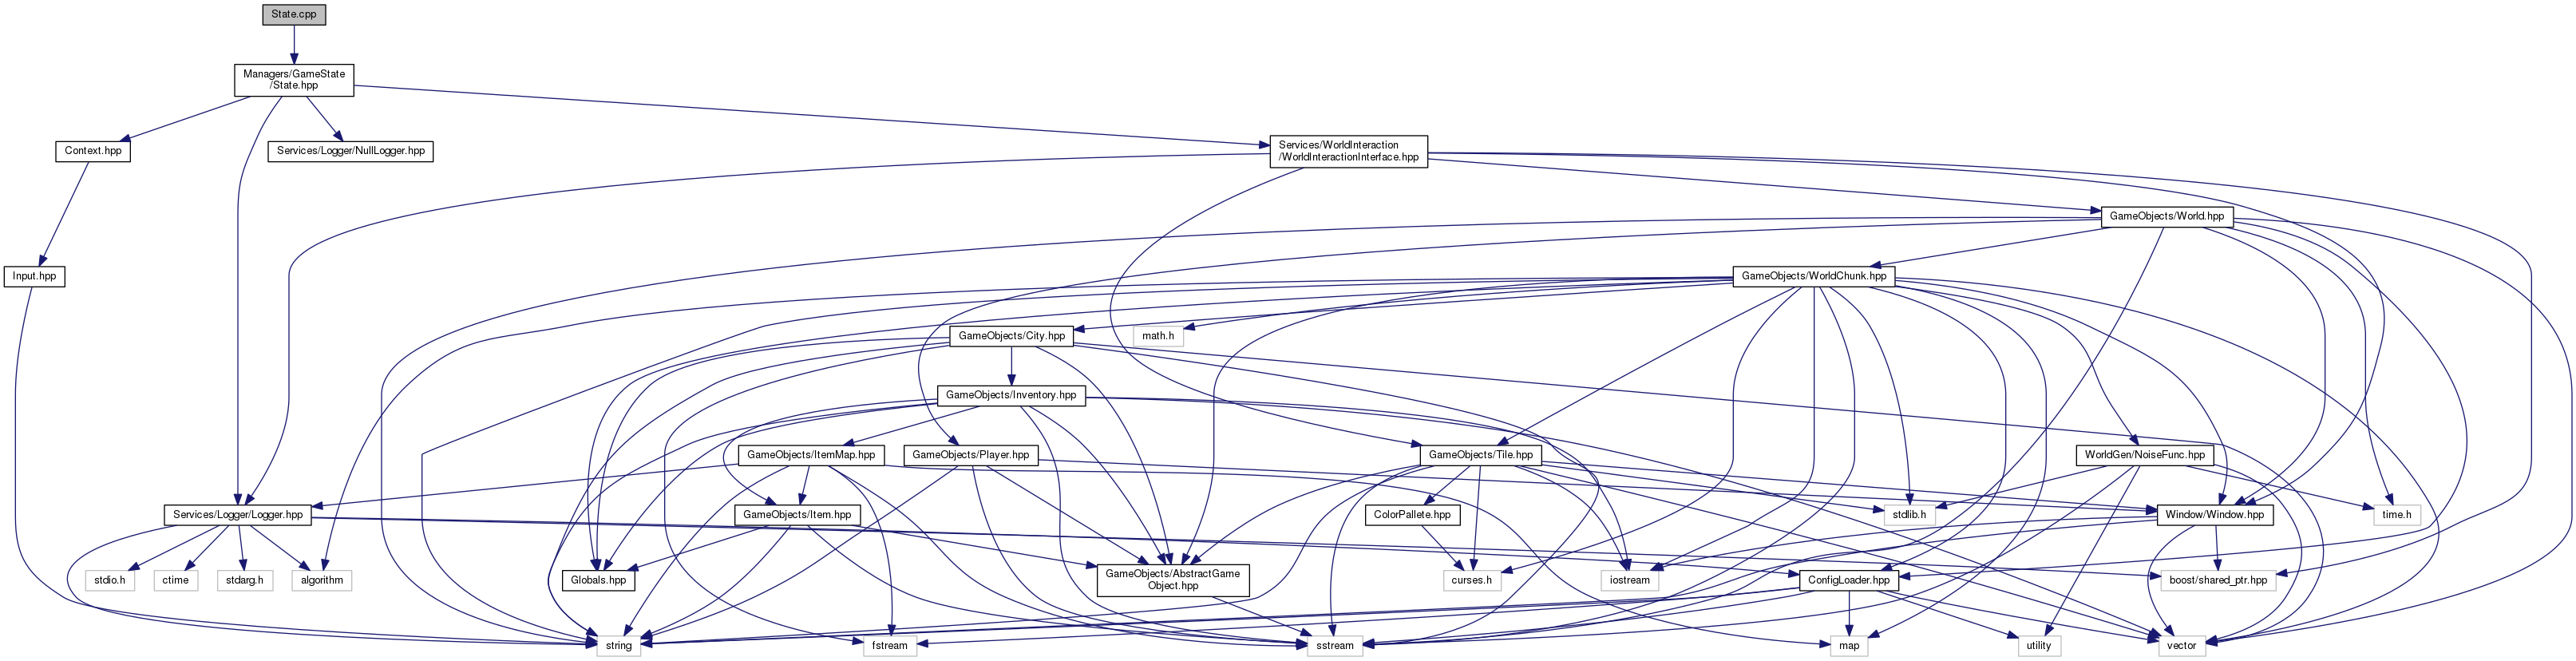 State.cpp
Managers/GameState
/State.hpp
Context.hpp
Services/Logger/NullLogger.hpp
Services/WorldInteraction
/WorldInteractionInterface.hpp
GameObjects/World.hpp
Input.hpp
GameObjects/WorldChunk.hpp
GameObjects/City.hpp
math.h
GameObjects/Inventory.hpp
GameObjects/ItemMap.hpp
GameObjects/Player.hpp
GameObjects/Tile.hpp
WorldGen/NoiseFunc.hpp
Services/Logger/Logger.hpp
GameObjects/Item.hpp
ColorPallete.hpp
stdlib.h
Window/Window.hpp
time.h
stdio.h
ctime
stdarg.h
algorithm
Globals.hpp
GameObjects/AbstractGame
Object.hpp
curses.h
iostream
ConfigLoader.hpp
boost/shared_ptr.hpp
string
fstream
sstream
map
utility
vector